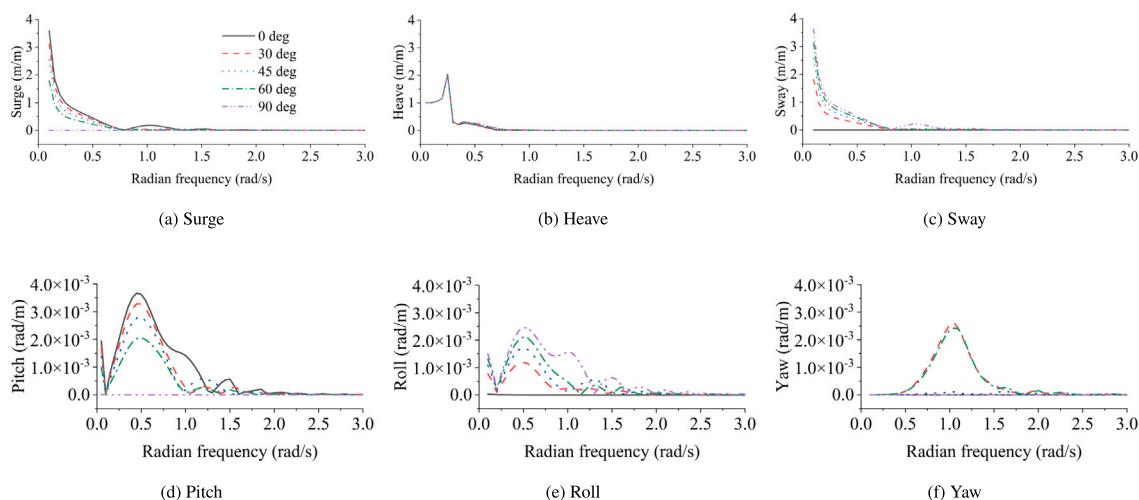 Surge (m/m)
4
3
2
1
0
0 deg
30 deg
45 deg
60 deg
90 deg
0.0 0.5 1.0 1.5 2.0 2.5 3.0
Radian frequency (rad/s)
(a) Surge
Heave (m/m)
4
3
2
1
0
0.0 0.5 1.0 1.5 2.0 2.5 3.0
Radian frequency (rad/s)
(b) Heave
Sway (m/m)
4
3
2
1
0
0.0 0.5 1.0 1.5 2.0 2.5 3.0
Radian frequency (rad/s)
(c) Sway
Pitch (rad/m)
4.0×10⁻³
3.0×10⁻³
2.0×10⁻³
1.0×10⁻³
0.0
0.0 0.5 1.0 1.5 2.0 2.5 3.0
Radian frequency (rad/s)
(d) Pitch
Roll (rad/m)
4.0×10⁻³
3.0×10⁻³
2.0×10⁻³
1.0×10⁻³
0.0
0.0 0.5 1.0 1.5 2.0 2.5 3.0
Radian frequency (rad/s)
(e) Roll
Yaw (rad/m)
4.0×10⁻³
3.0×10⁻³
2.0×10⁻³
1.0×10⁻³
0.0
0.0 0.5 1.0 1.5 2.0 2.5 3.0
Radian frequency (rad/s)
(f) Yaw